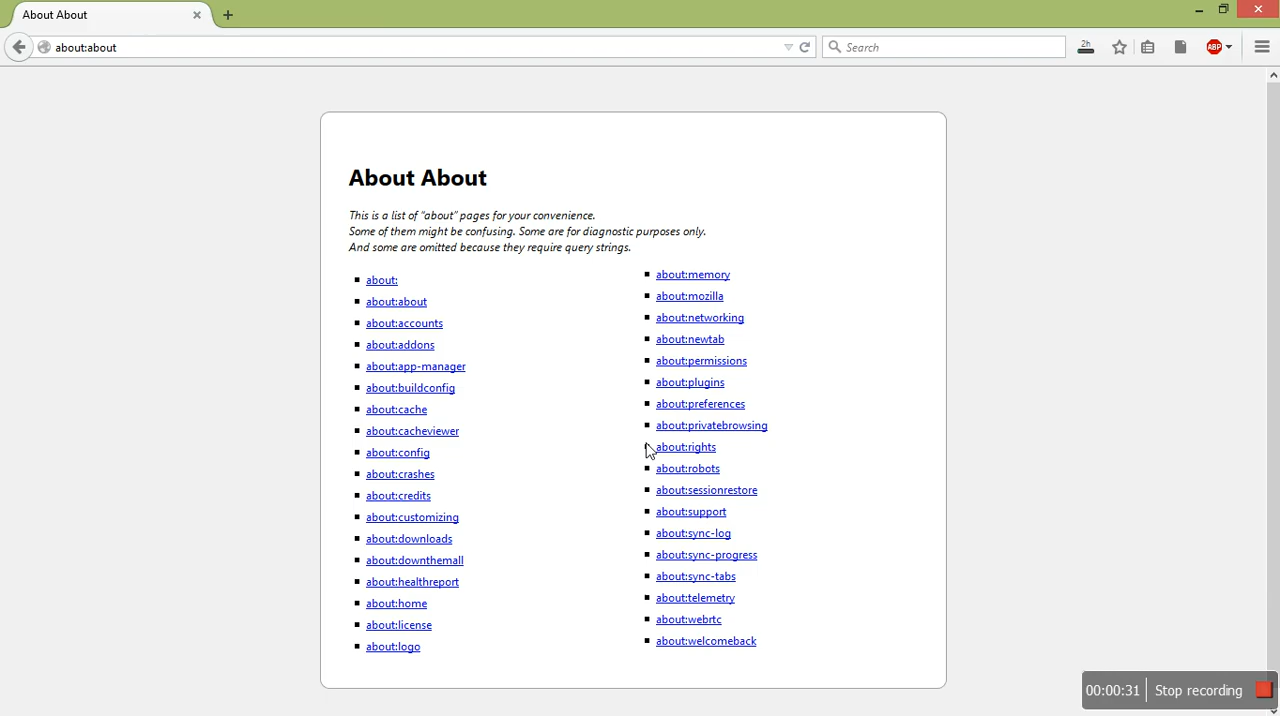 About About
about:about
Search
2h
ABP
About About
This is a list of “about” pages for your convenience.
Some of them might be confusing. Some are for diagnostic purposes only.
And some are omitted because they require query strings.
about:
about:about
about:accounts
about:addons
about:app-manager
about:buildconfig
about:cache
about:cacheviewer
about:config
about:crashes
about:credits
about:customizing
about:downloads
about:downthemall
about:healthreport
about:home
about:license
about:logo
about:memory
about:mozilla
about:networking
about:newtab
about:permissions
about:plugins
about:preferences
about:privatebrowsing
about:rights
about:robots
about:sessionrestore
about:support
about:sync-log
about:sync-progress
about:sync-tabs
about:telemetry
about:webrtc
about:welcomeback
00:00:31 Stop recording